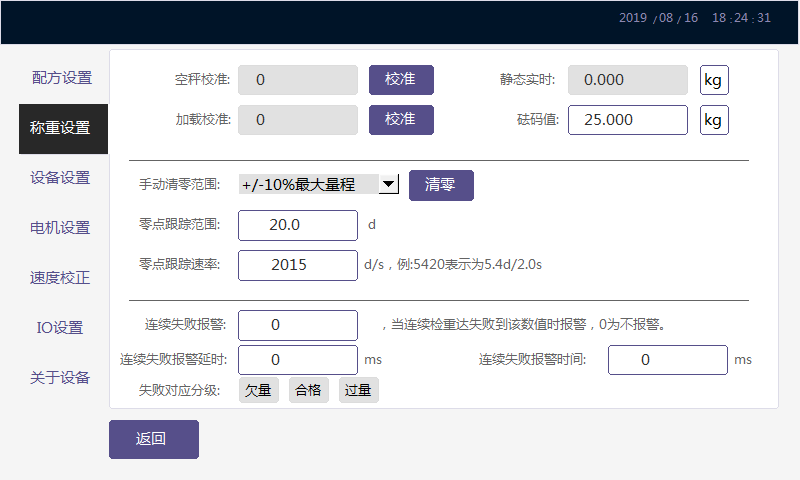 2019 / 08 / 16 18 : 24 : 31
配方设置
称重设置
设备设置
电机设置
速度校正
IO设置
关于设备
空秤校准: 0 校准 静态实时: 0.000 kg
加载校准: 0 校准 砝码值: 25.000 kg
手动清零范围: +/-10%最大量程 清零
零点跟踪范围: 20.0 d
零点跟踪速率: 2015 d/s，例:5420表示为5.4d/2.0s
连续失败报警: 0 ，当连续检重达失败到该数值时报警，0为不报警。
连续失败报警延时: 0 ms 连续失败报警时间: 0 ms
失败对应分级: 欠量 合格 过量
返回